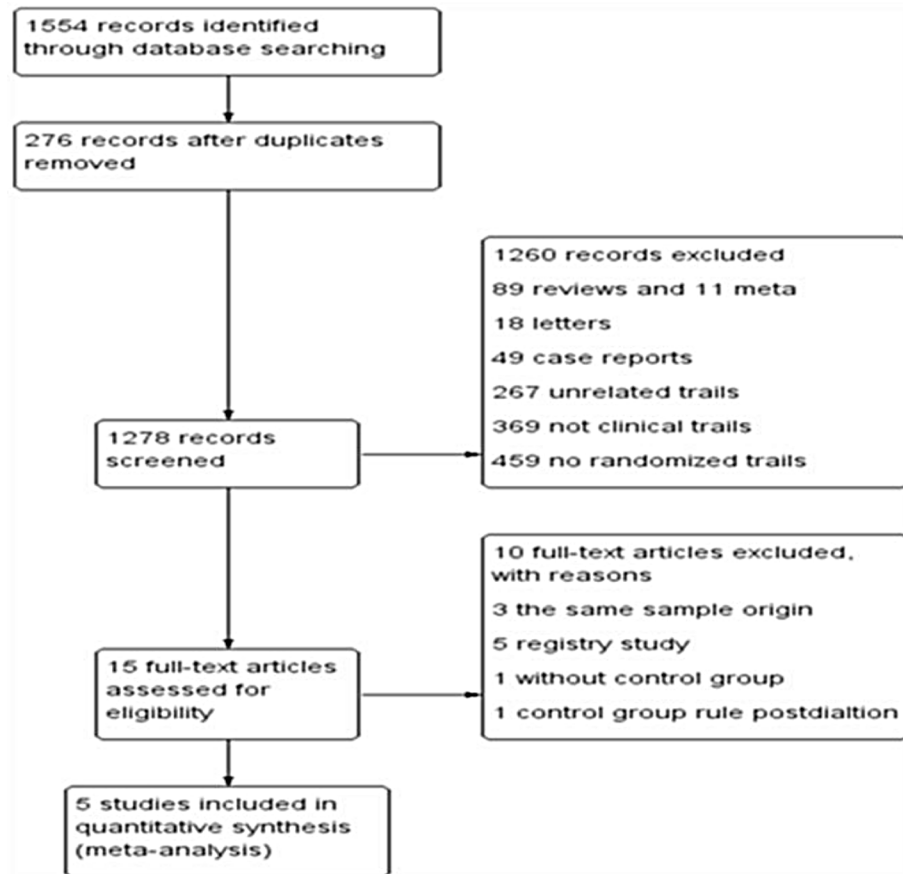 1554 records identified
through database searching
276 records after duplicates
removed
1260 records excluded
89 reviews and 11 meta
18 letters
49 case reports
267 unrelated trails
369 not clinical trails
459 no randomized trails
1278 records
screened
10 full-text articles excluded,
with reasons
3 the same sample origin
5 registry study
1 without control group
1 control group rule postdialtion
15 full-text articles
assessed for
eligibility
5 studies included in
quantitative synthesis
(meta-analysis)